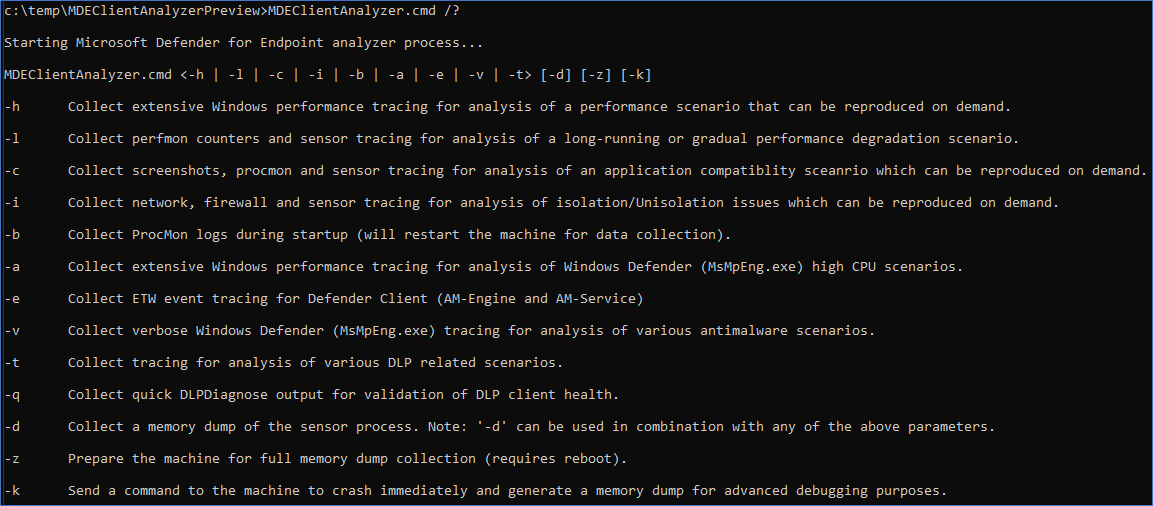 c:\temp\MDEClientAnalyzerPreview>MDEClientAnalyzer.cmd /?
Starting Microsoft Defender for Endpoint analyzer process...
MDEClientAnalyzer.cmd <-h | -l | -c | -i | -b | -a | -e | -v | -t> [-d] [-z] [-k]
-h Collect extensive Windows performance tracing for analysis of a performance scenario that can be reproduced on demand.
-l Collect perfmon counters and sensor tracing for analysis of a long-running or gradual performance degradation scenario.
-c Collect screenshots, procmon and sensor tracing for analysis of an application compatiblity sceanrio which can be reproduced on demand.
-i Collect network, firewall and sensor tracing for analysis of isolation/Unisolation issues which can be reproduced on demand.
-b Collect ProcMon logs during startup (will restart the machine for data collection).
-a Collect extensive Windows performance tracing for analysis of Windows Defender (MsMpEng.exe) high CPU scenarios.
-e Collect ETW event tracing for Defender Client (AM-Engine and AM-Service)
-v Collect verbose Windows Defender (MsMpEng.exe) tracing for analysis of various antimalware scenarios.
-t Collect tracing for analysis of various DLP related scenarios.
-q Collect quick DLPDiagnose output for validation of DLP client health.
-d Collect a memory dump of the sensor process. Note: '-d' can be used in combination with any of the above parameters.
-z Prepare the machine for full memory dump collection (requires reboot).
-k Send a command to the machine to crash immediately and generate a memory dump for advanced debugging purposes.